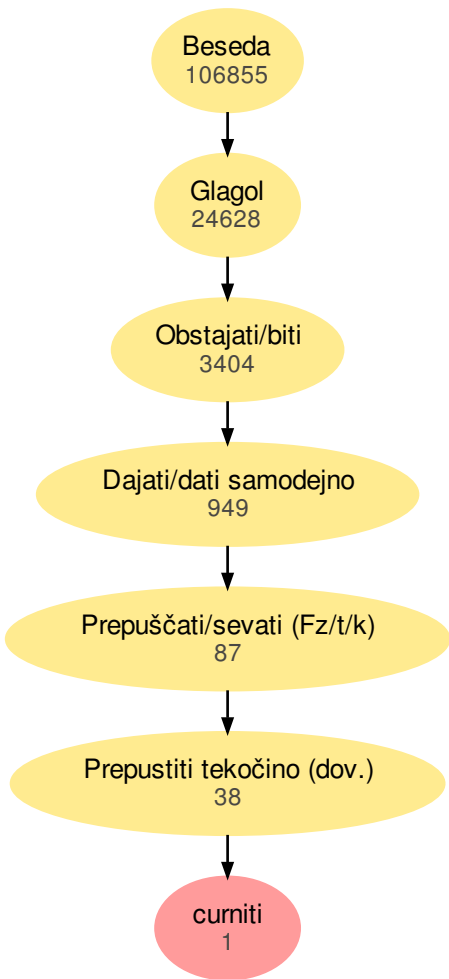 Beseda
106855
Glagol
24628
Obstajati/biti
3404
Dajati/dati samodejno
949
Prepuščati/sevati (Fz/t/k)
87
Prepustiti tekočino (dov.)
38
curniti
1